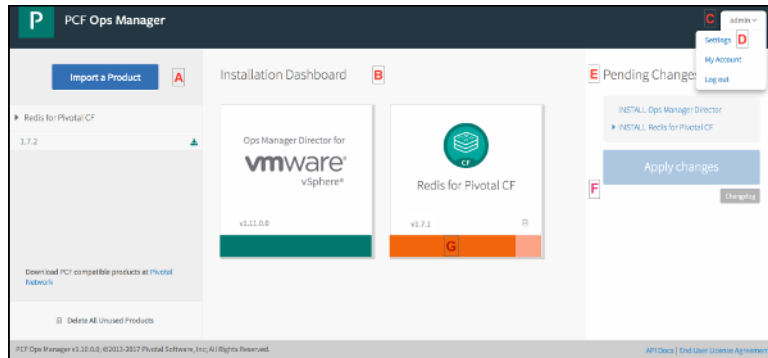 P PCF Ops Manager
C admin
Settings D
My Account
Log out
Import a Product A
Redis for Pivotal CF
1.7.2
Download PCF compatible products at Pivotal
Network
Delete All Unused Products
Installation Dashboard B
Ops Manager Director for
vmware®
vSphere®
v1.11.0.0
CF
Redis for Pivotal CF
v1.7.1
G
E Pending Changes
INSTALL Ops Manager Director
INSTALL Redis for Pivotal CF
Apply changes
F
Changelog
PCF Ops Manager v1.10.0.0; ©2013-2017 Pivotal Software, Inc; All Rights Reserved.
API Docs | End User License Agreement